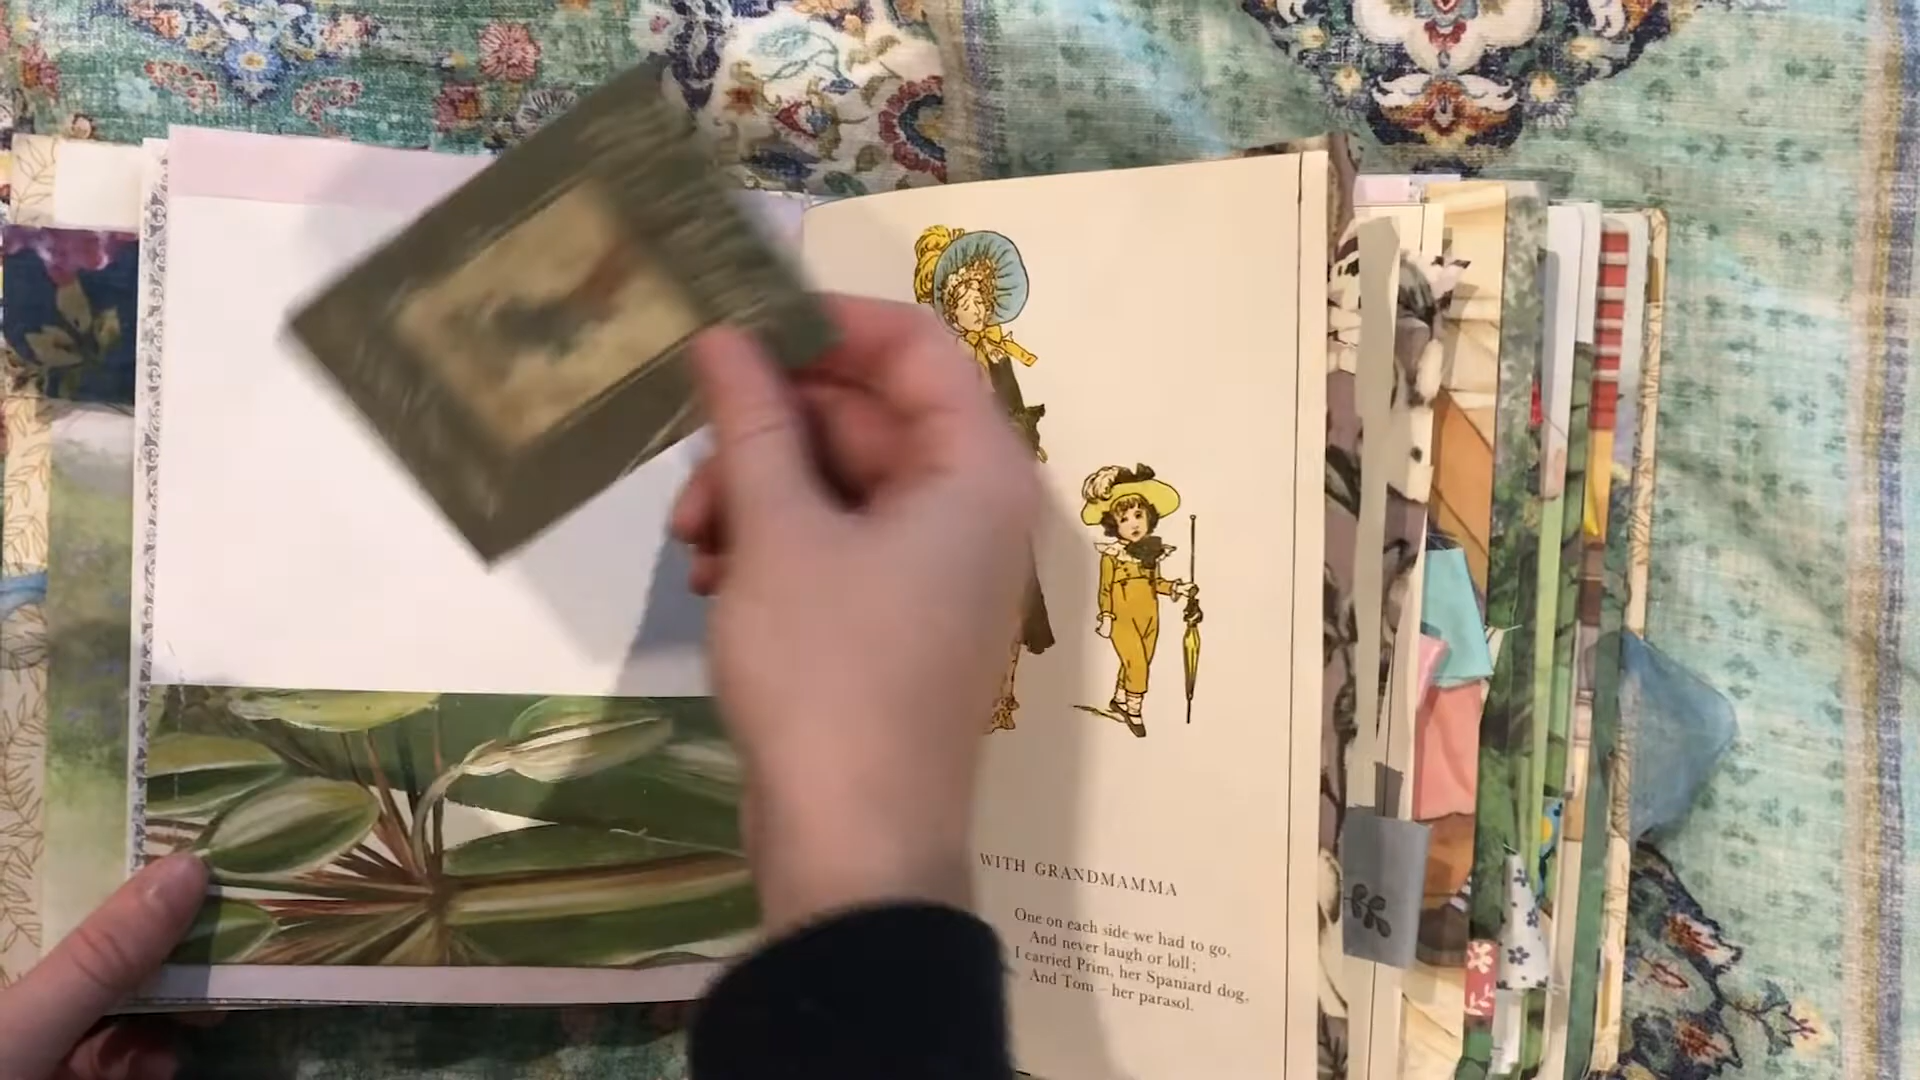 WITH GRANDMAMMA
One on each side we had to go,
And never laugh or loll;
I carried Prim, her Spaniard dog,
And Tom – her parasol.